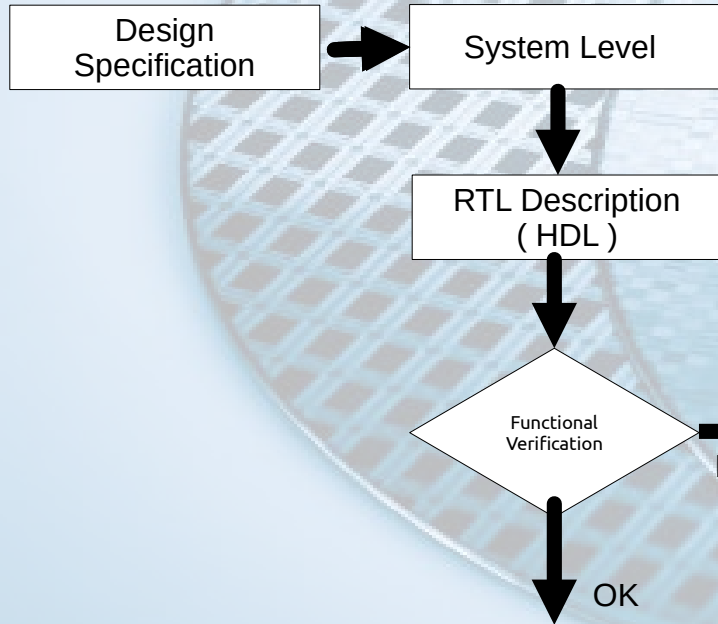 Design
Specification
System Level
RTL Description
( HDL )
Functional
Verification
OK